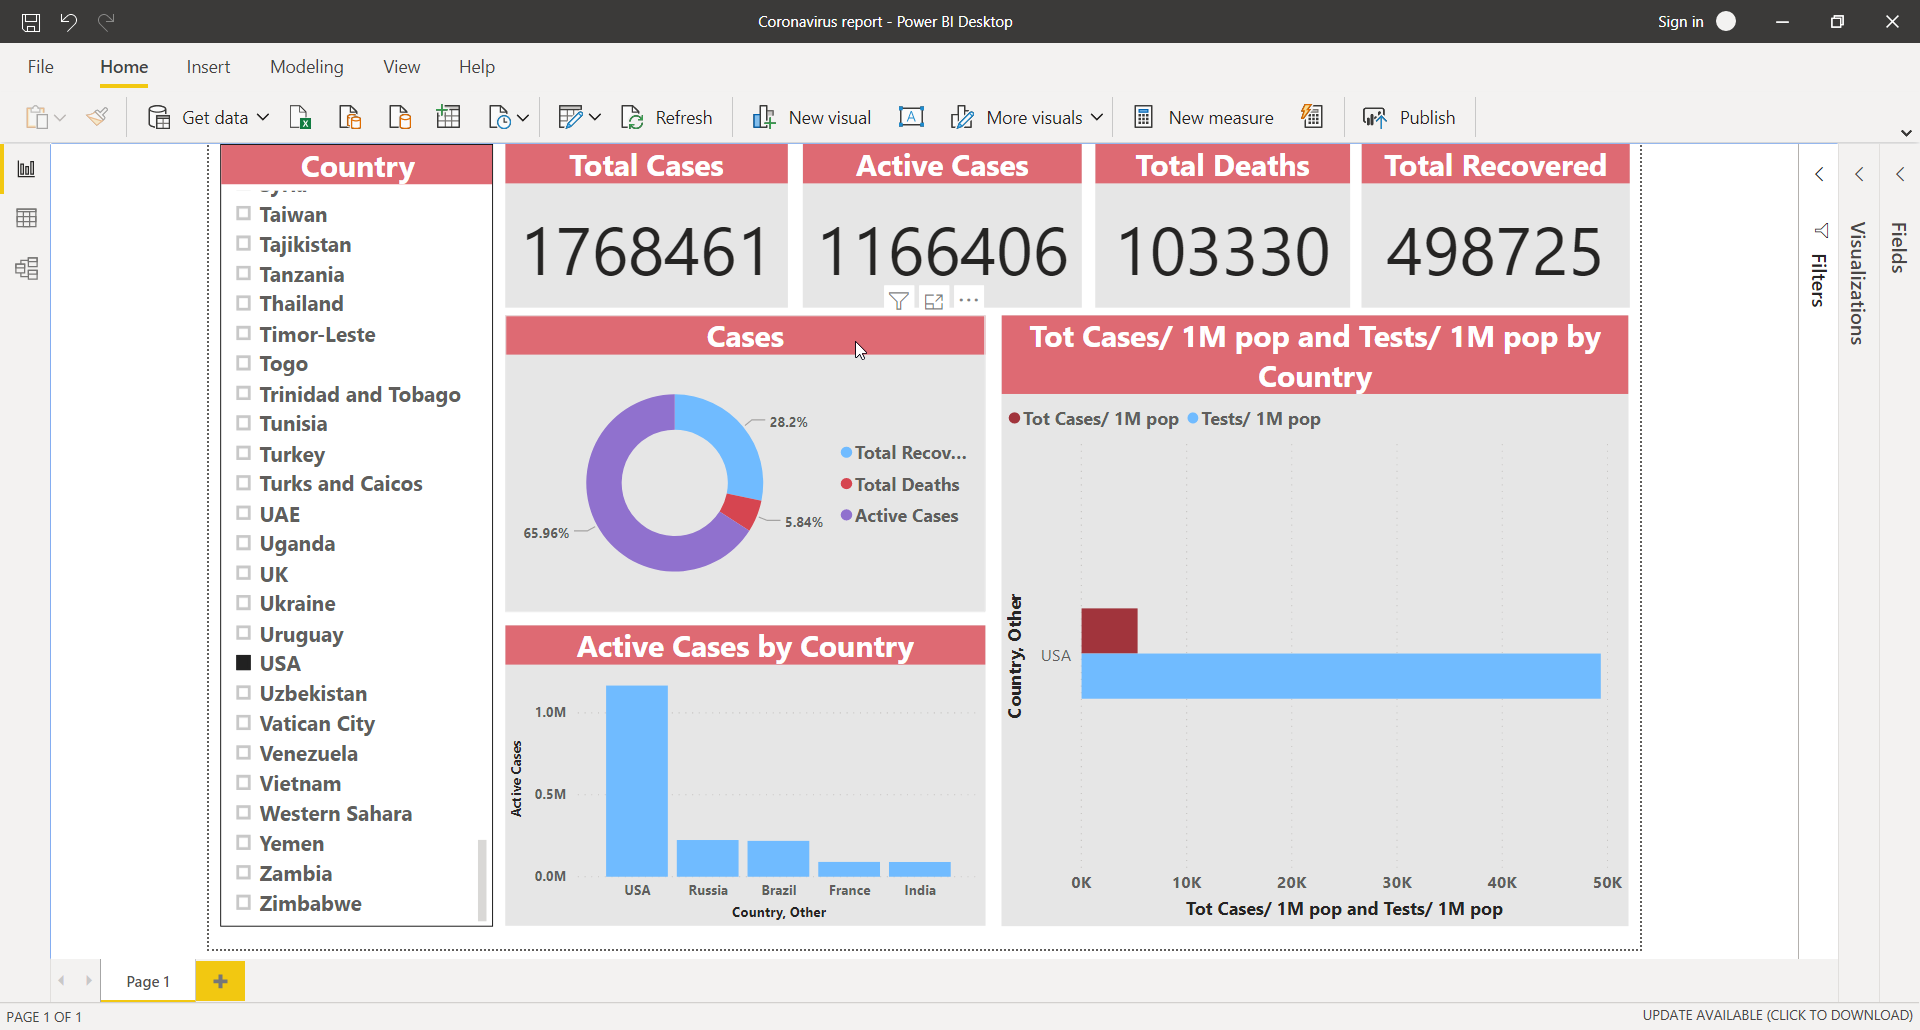 Coronavirus report - Power BI Desktop
Sign in
File
Home
Insert
Modeling
View
Help
Get data
Refresh
New visual
A
More visuals
New measure
Publish
Country
Taiwan
Tajikistan
Tanzania
Thailand
Timor-Leste
Togo
Trinidad and Tobago
Tunisia
Turkey
Turks and Caicos
UAE
Uganda
UK
Ukraine
Uruguay
USA
Uzbekistan
Vatican City
Venezuela
Vietnam
Western Sahara
Yemen
Zambia
Zimbabwe
Total Cases
1768461
Active Cases
1166406
Total Deaths
103330
Total Recovered
498725
Cases
28.2%
5.84%
65.96%
Total Recov...
Total Deaths
Active Cases
Active Cases by Country
Active Cases
1.0M
0.5M
0.0M
USA
Russia
Brazil
France
India
Country, Other
Tot Cases/ 1M pop and Tests/ 1M pop by
Country
Tot Cases/ 1M pop
Tests/ 1M pop
Country, Other
USA
0K
10K
20K
30K
40K
50K
Tot Cases/ 1M pop and Tests/ 1M pop
Filters
Visualizations
Fields
Page 1
PAGE 1 OF 1
UPDATE AVAILABLE (CLICK TO DOWNLOAD)